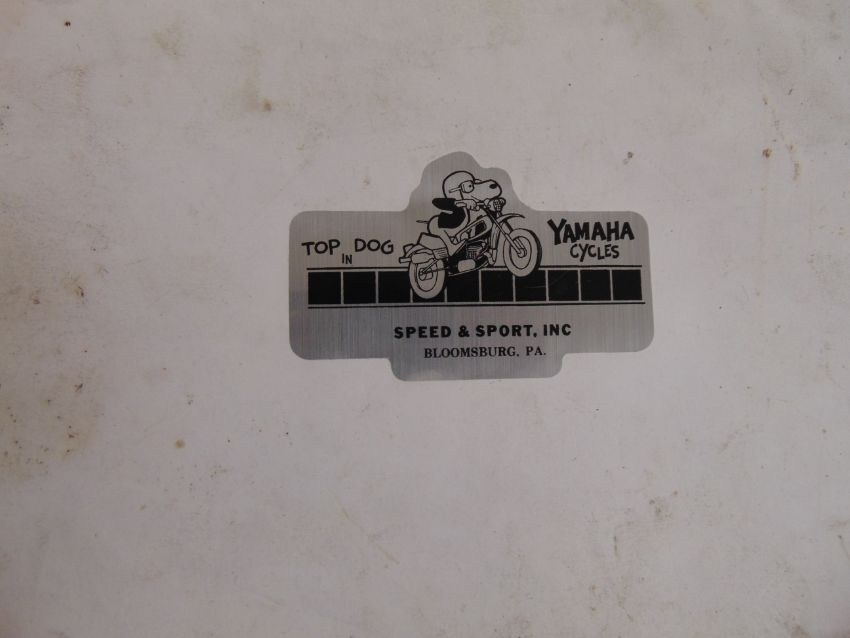 TOP IN DOG
YAMAHA
CYCLES
SPEED & SPORT, INC
BLOOMSBURG, PA.